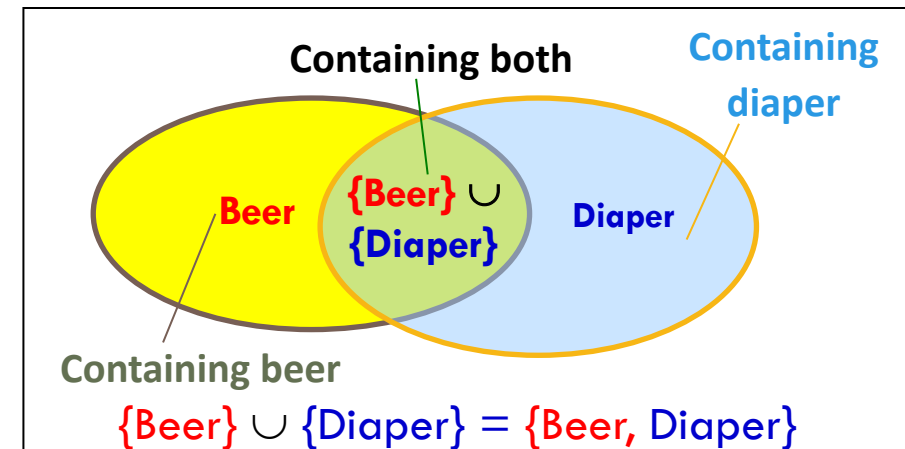 Containing both
Containing
diaper
Beer
{Beer} ∪
{Diaper}
Diaper
Containing beer
{Beer} ∪ {Diaper} = {Beer, Diaper}